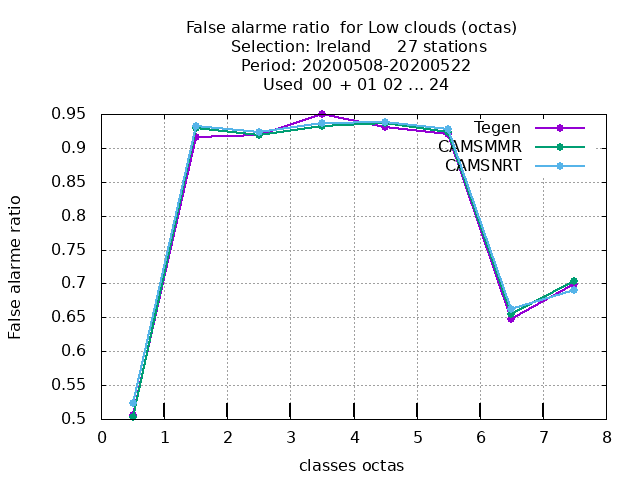 False alarme ratio  for Low clouds (octas)
Selection: Ireland     27 stations
Period: 20200508-20200522
Used  00 + 01 02 ... 24
0.95
0.9
0.85
0.8
0.75
0.7
0.65
0.6
0.55
0.5
False alarme ratio
Tegen
CAMSMMR
CAMSNRT
0 1 2 3 4 5 6 7 8
classes octas